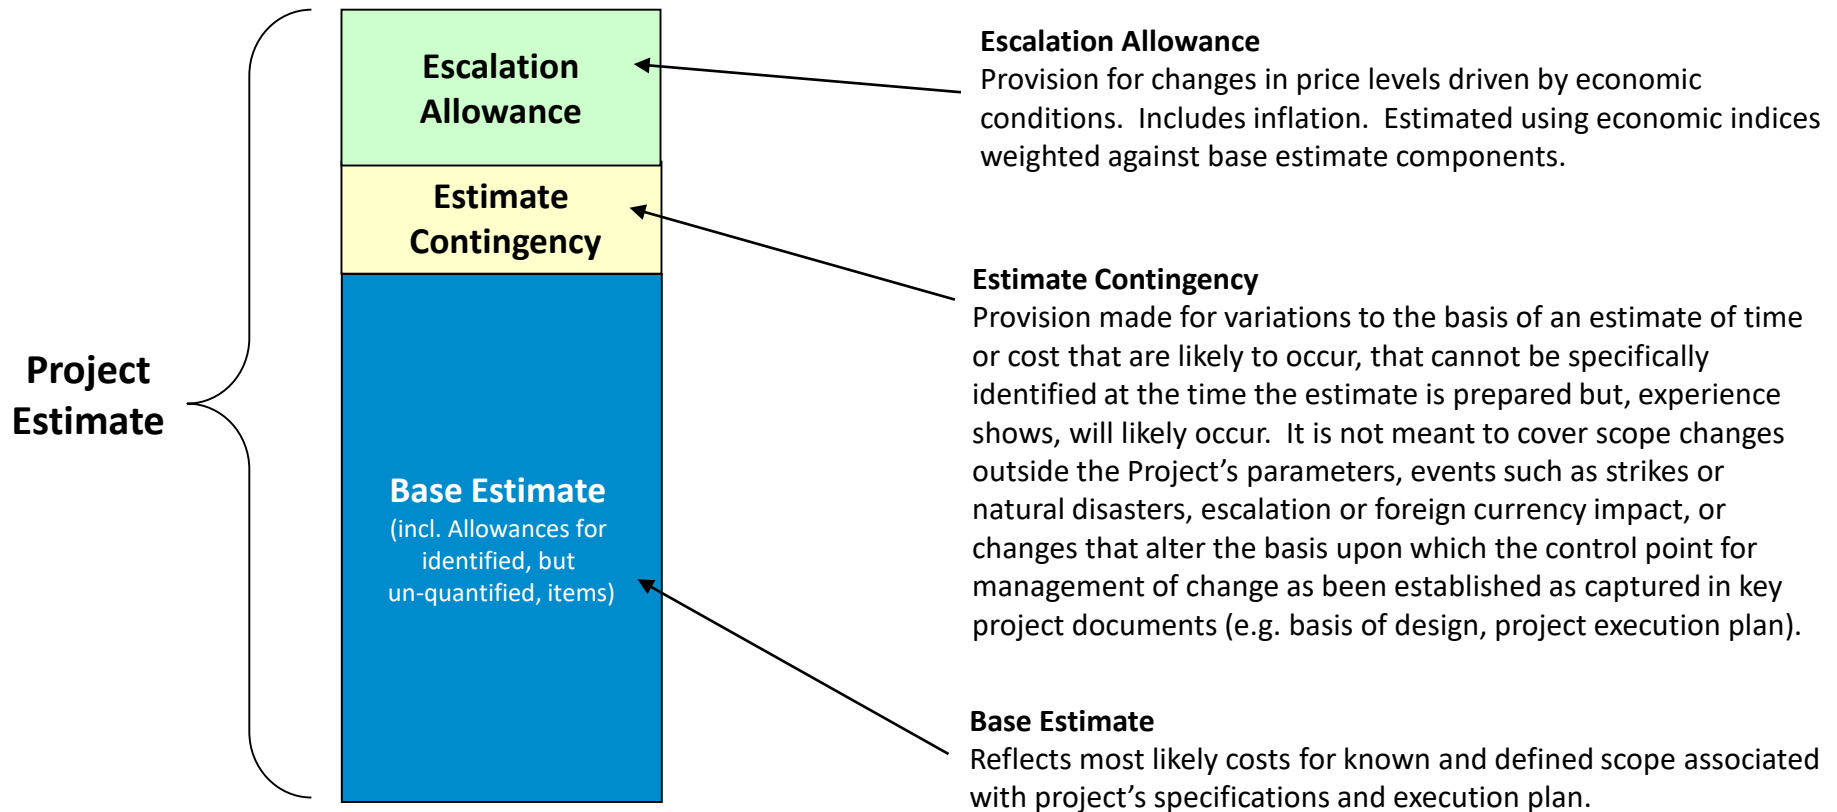 Project
Estimate
Escalation
Allowance
Estimate
Contingency
Base Estimate
(incl. Allowances for
identified, but
un-quantified, items)
Escalation Allowance
Provision for changes in price levels driven by economic
conditions.  Includes inflation.  Estimated using economic indices
weighted against base estimate components.
Estimate Contingency
Provision made for variations to the basis of an estimate of time
or cost that are likely to occur, that cannot be specifically
identified at the time the estimate is prepared but, experience
shows, will likely occur.  It is not meant to cover scope changes
outside the Project’s parameters, events such as strikes or
natural disasters, escalation or foreign currency impact, or
changes that alter the basis upon which the control point for
management of change as been established as captured in key
project documents (e.g. basis of design, project execution plan).
Base Estimate
Reflects most likely costs for known and defined scope associated
with project’s specifications and execution plan.